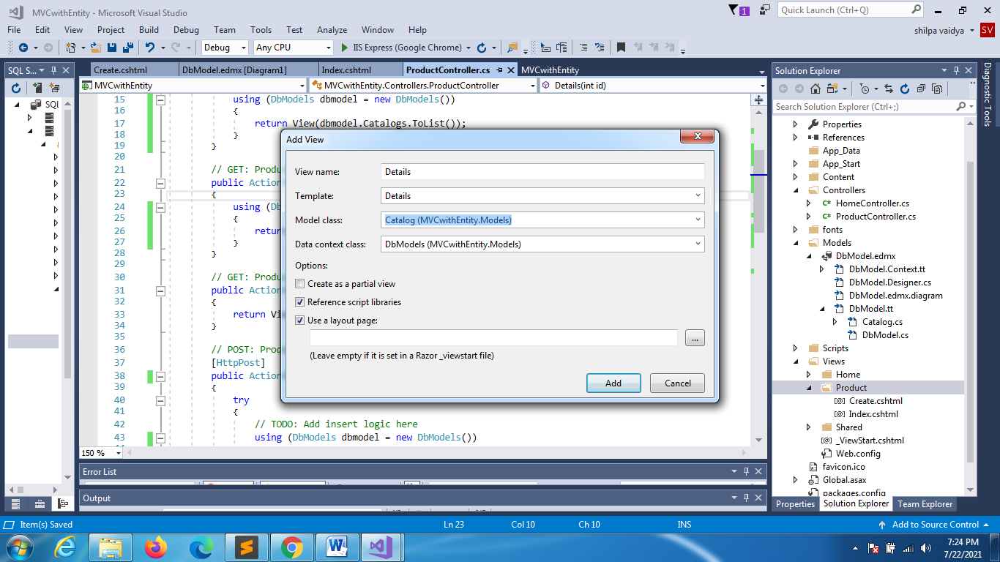 MVCwithEntity - Microsoft Visual Studio
1
Quick Launch (Ctrl+Q)
File Edit View Project Build Debug Team Tools Test Analyze Window Help
shilpa vaidya
SV
Debug
Any CPU
IIS Express (Google Chrome)
SQL S...
Create.cshtml
DbModel.edmx [Diagram1]
Index.cshtml
ProductController.cs
MVCwithEntity
MVCwithEntity
MVCwithEntity.Controllers.ProductController
Details(int id)
SQL
15 using (DbModels dbmodel = new DbModels())
16 {
17 return View(dbmodel.Catalogs.ToList());
18 }
19 }
20
21 // GET: Produ
22 public Action
23 {
24 using (Db
25 {
26 retur
27 }
28 }
29
30 // GET: Produ
31 public Action
32 {
33 return Vi
34 }
35
36 // POST: Prod
37 [HttpPost]
38 public Action
39 {
40 try
41 {
42 // TODO: Add insert logic here
43 using (DbModels dbmodel = new DbModels())
150 %
Add View
View name: Details
Template: Details
Model class: Catalog (MVCwithEntity.Models)
Data context class: DbModels (MVCwithEntity.Models)
Options:
Create as a partial view
Reference script libraries
Use a layout page:
...
(Leave empty if it is set in a Razor _viewstart file)
Add
Cancel
Solution Explorer
Search Solution Explorer (Ctrl+;)
Properties
References
App_Data
App_Start
Content
Controllers
C# HomeController.cs
C# ProductController.cs
fonts
Models
DbModel.edmx
DbModel.Context.tt
DbModel.Designer.cs
DbModel.edmx.diagram
DbModel.tt
Catalog.cs
DbModel.cs
Scripts
Views
Home
Product
[@] Create.cshtml
[@] Index.cshtml
Shared
[@] _ViewStart.cshtml
Web.config
favicon.ico
Global.asax
packages.config
Properties
Solution Explorer
Team Explorer
Diagnostic Tools
Error List
Output
Item(s) Saved
Ln 23
Col 10
Ch 10
INS
Add to Source Control
7:24 PM
7/22/2021